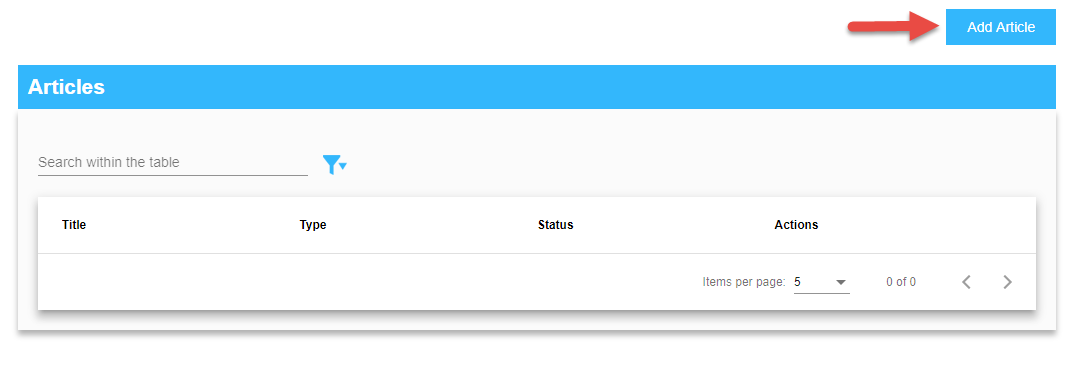 Add Article
Articles
Search within the table
Title Type Status Actions
Items per page: 5 0 of 0